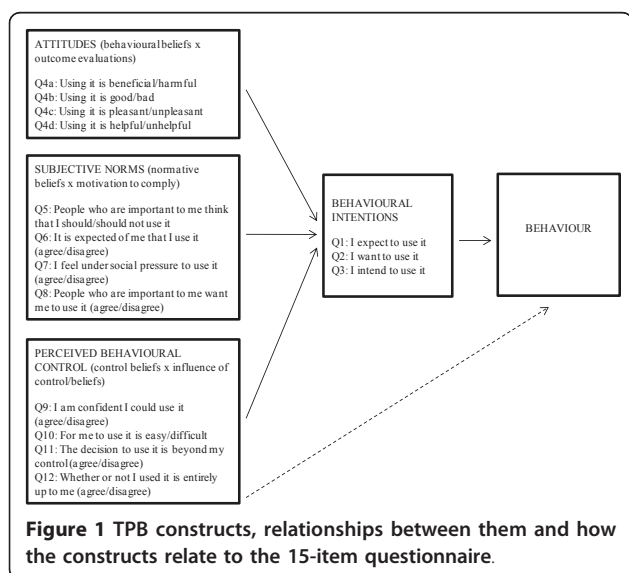 ATTITUDES (behavioural beliefs x
outcome evaluations)
Q4a: Using it is beneficial/harmful
Q4b: Using it is good/bad
Q4c: Using it is pleasant/unpleasant
Q4d: Using it is helpful/unhelpful
SUBJECTIVE NORMS (normative
beliefs x motivation to comply)
Q5: People who are important to me think
that I should/should not use it
Q6: It is expected of me that I use it
(agree/disagree)
Q7: I feel under social pressure to use it
(agree/disagree)
Q8: People who are important to me want
me to use it (agree/disagree)
PERCEIVED BEHAVIOURAL
CONTROL (control beliefs x influence of
control/beliefs)
Q9: I am confident I could use it
(agree/disagree)
Q10: For me to use it is easy/difficult
Q11: The decision to use it is beyond my
control (agree/disagree)
Q12: Whether or not I used it is entirely
up to me (agree/disagree)
BEHAVIOURAL
INTENTIONS
Q1: I expect to use it
Q2: I want to use it
Q3: I intend to use it
BEHAVIOUR
Figure 1 TPB constructs, relationships between them and how
the constructs relate to the 15-item questionnaire.